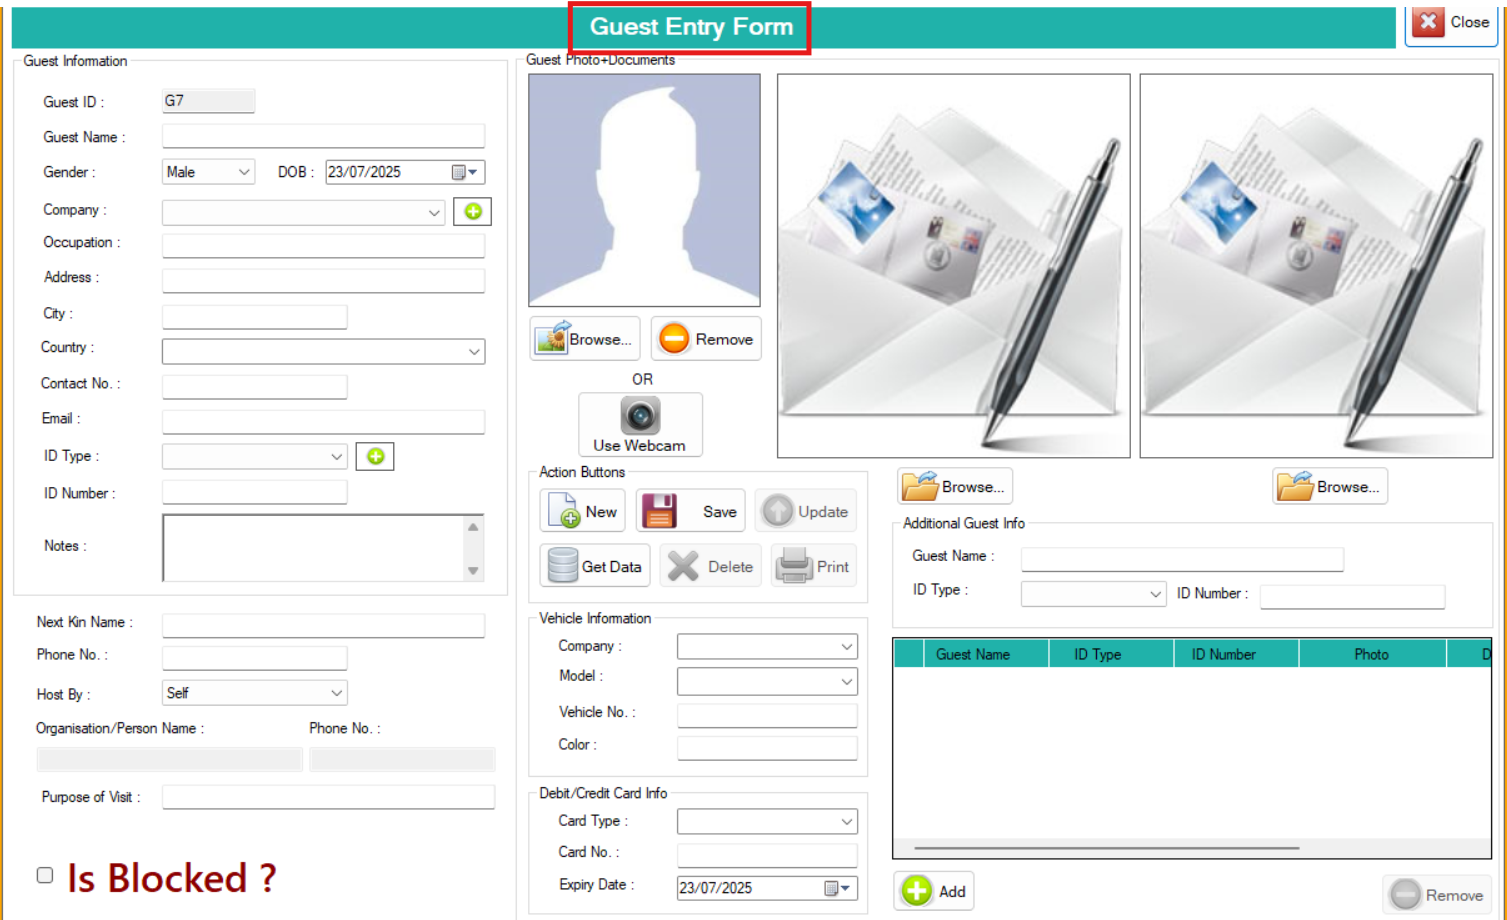 Guest Entry Form
Close
Guest Information
Guest ID : G7
Guest Name :
Gender : Male DOB : 23/07/2025
Company :
Occupation :
Address :
City :
Country :
Contact No. :
Email :
ID Type :
ID Number :
Notes :
Next Kin Name :
Phone No. :
Host By : Self
Organisation/Person Name : Phone No. :
Purpose of Visit :
Is Blocked ?
Guest Photo+Documents
Browse... Remove
OR
Use Webcam
Browse... Browse...
Action Buttons
New Save Update
Get Data Delete Print
Vehicle Information
Company :
Model :
Vehicle No. :
Color :
Debit/Credit Card Info
Card Type :
Card No. :
Expiry Date : 23/07/2025
Additional Guest Info
Guest Name :
ID Type : ID Number :
Guest Name ID Type ID Number Photo D
Add Remove